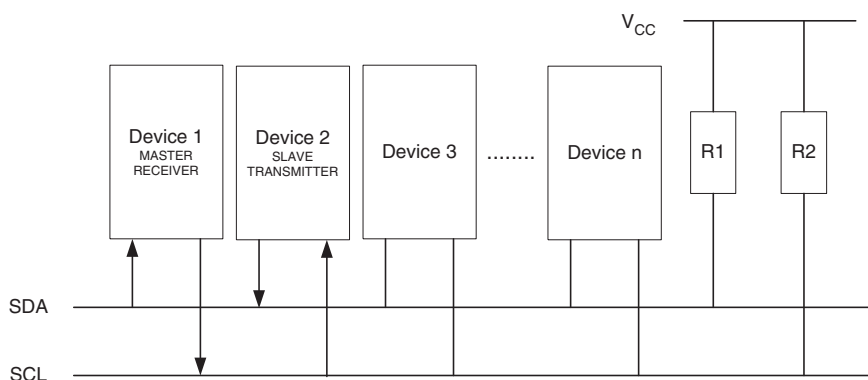 V_CC
Device 1
MASTER
RECEIVER
Device 2
SLAVE
TRANSMITTER
Device 3
........
Device n
R1
R2
SDA
SCL